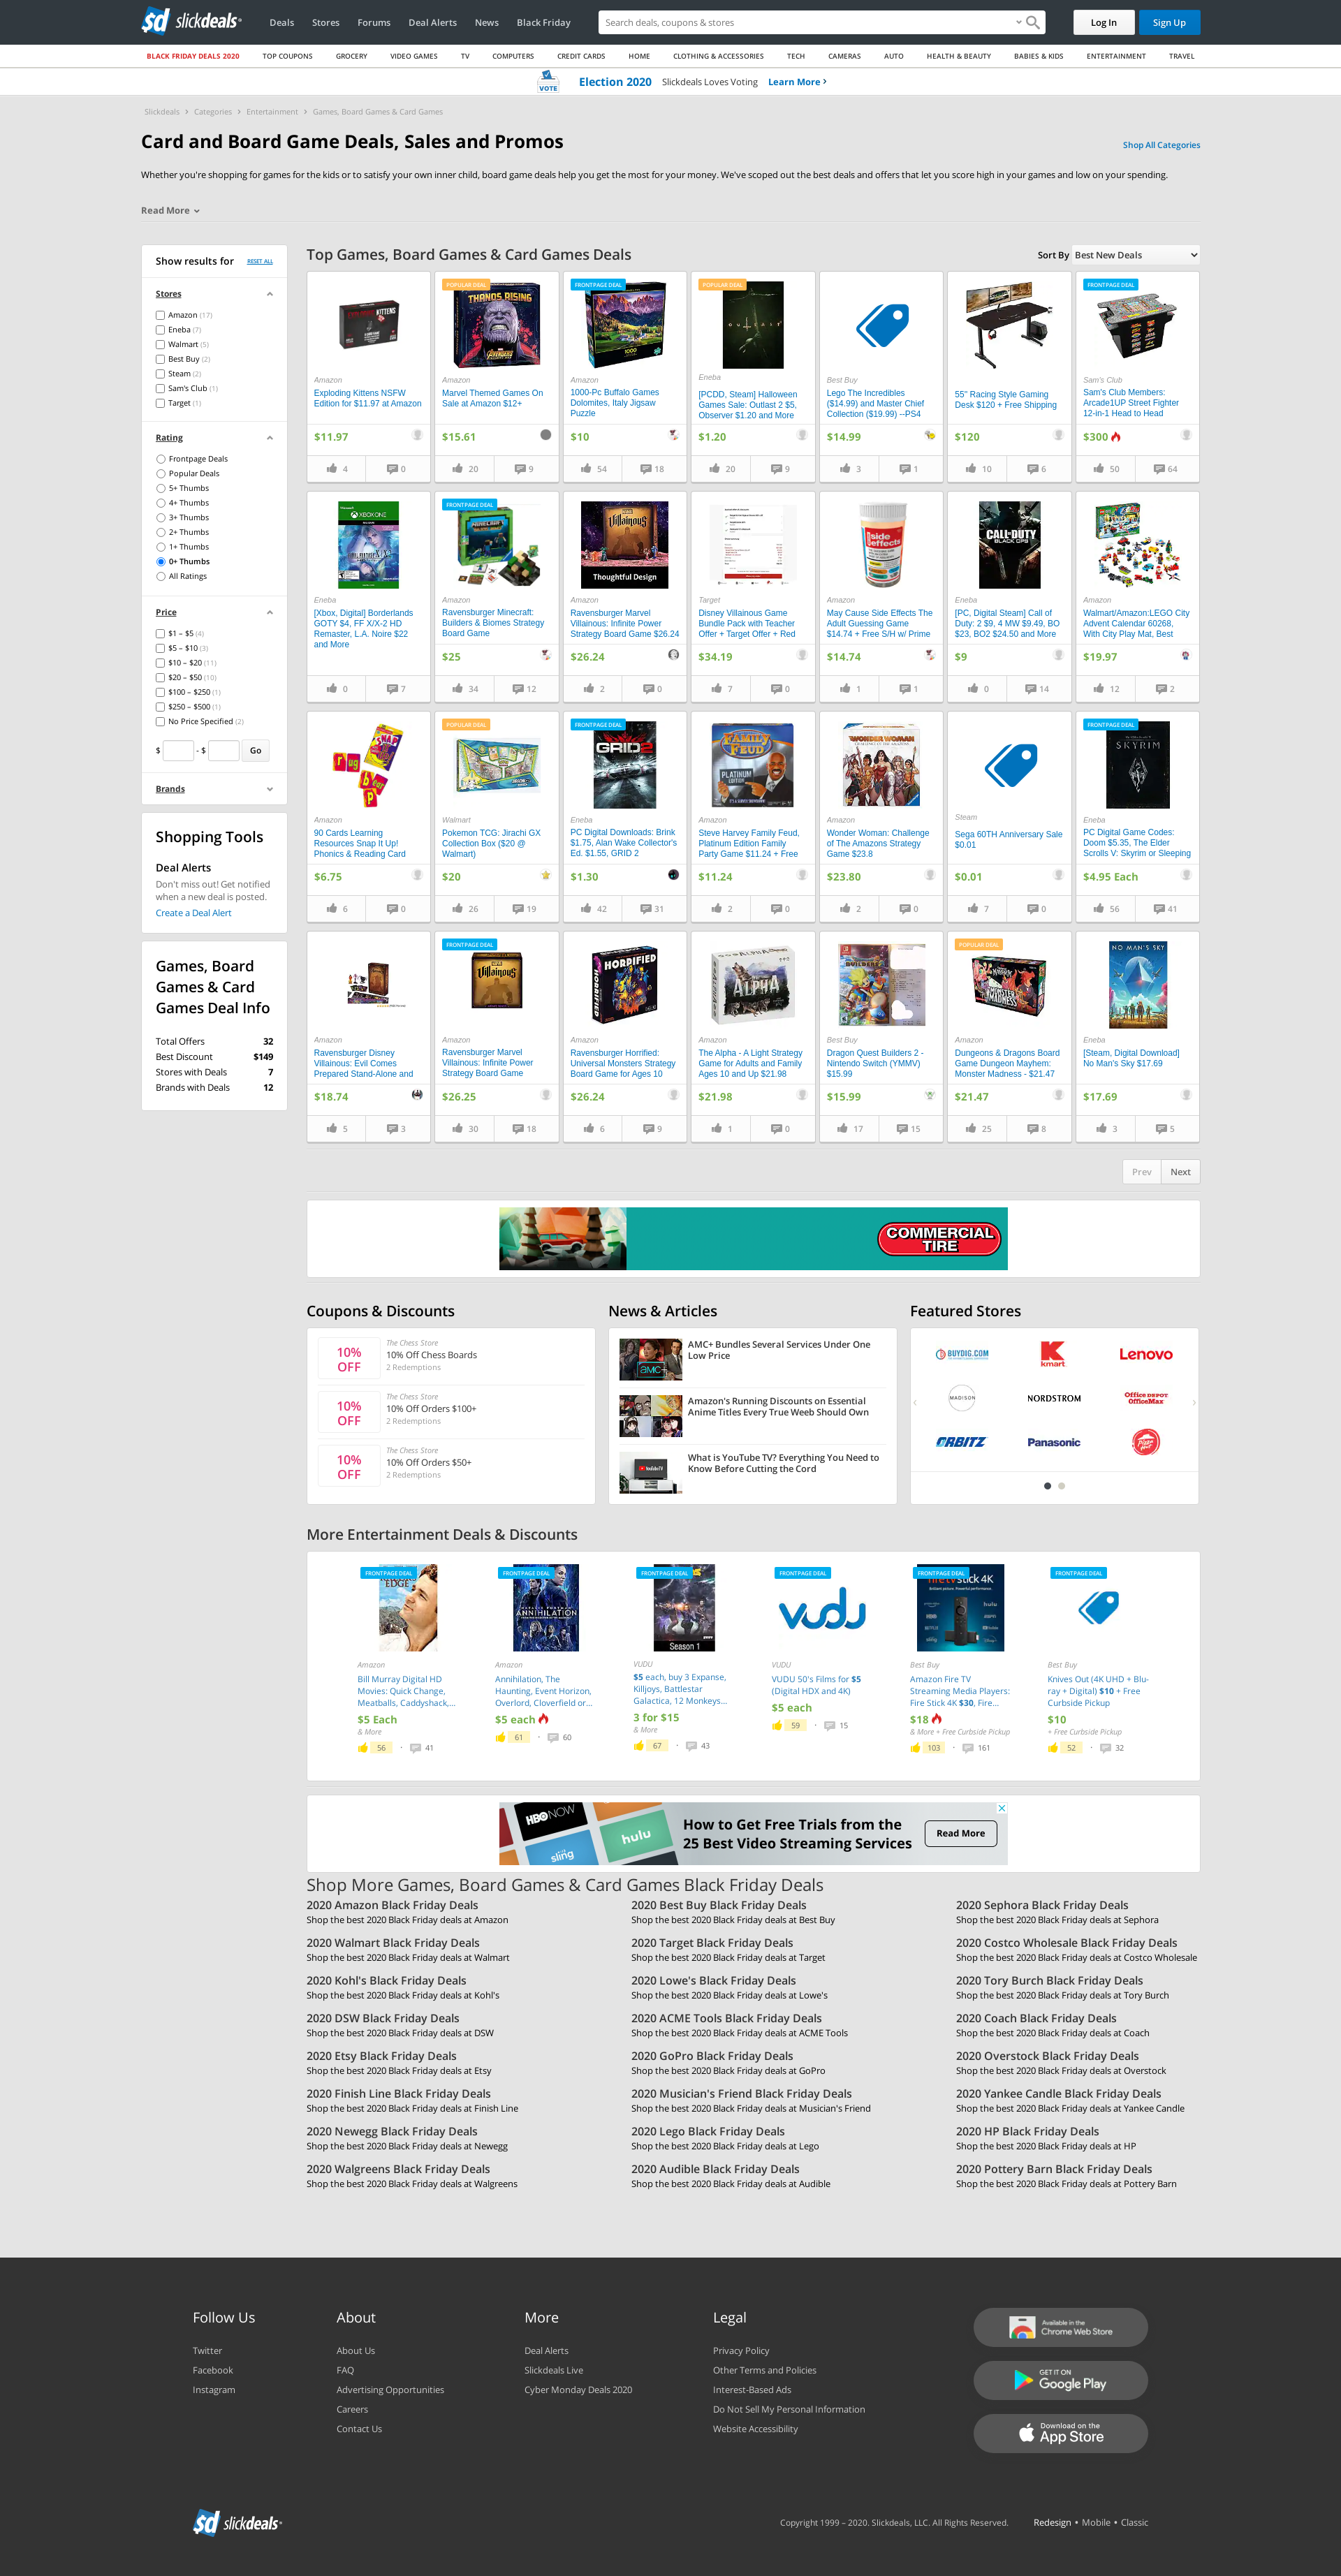 slickdeals
Deals
Stores
Forums
Deal Alerts
News
Black Friday
Search deals, coupons & stores
Log In
Sign Up
BLACK FRIDAY DEALS 2020
TOP COUPONS
GROCERY
VIDEO GAMES
TV
COMPUTERS
CREDIT CARDS
HOME
CLOTHING & ACCESSORIES
TECH
CAMERAS
AUTO
HEALTH & BEAUTY
BABIES & KIDS
ENTERTAINMENT
TRAVEL
VOTE
Election 2020 Slickdeals Loves Voting Learn More ›
Slickdeals › Categories › Entertainment › Games, Board Games & Card Games
Card and Board Game Deals, Sales and Promos
Shop All Categories
Whether you're shopping for games for the kids or to satisfy your own inner child, board game deals help you get the most for your money. We've scoped out the best deals and offers that let you score high in your games and low on your spending.
Read More
Show results for RESET ALL
Stores
Amazon (17)
Eneba (7)
Walmart (5)
Best Buy (2)
Steam (2)
Sam's Club (1)
Target (1)
Rating
Frontpage Deals
Popular Deals
5+ Thumbs
4+ Thumbs
3+ Thumbs
2+ Thumbs
1+ Thumbs
0+ Thumbs
All Ratings
Price
$1 – $5 (4)
$5 – $10 (3)
$10 – $20 (11)
$20 – $50 (10)
$100 – $250 (1)
$250 – $500 (1)
No Price Specified (2)
$ - $ Go
Brands
Shopping Tools
Deal Alerts
Don't miss out! Get notified
when a new deal is posted.
Create a Deal Alert
Games, Board
Games & Card
Games Deal Info
Total Offers 32
Best Discount $149
Stores with Deals 7
Brands with Deals 12
Top Games, Board Games & Card Games Deals
Sort By Best New Deals
Amazon
Exploding Kittens NSFW
Edition for $11.97 at Amazon
$11.97
4 0
POPULAR DEAL
THANOS RISING
Amazon
Marvel Themed Games On
Sale at Amazon $12+
$15.61
20 9
FRONTPAGE DEAL
Amazon
1000-Pc Buffalo Games
Dolomites, Italy Jigsaw
Puzzle
$10
54 18
POPULAR DEAL
OUTLAST
Eneba
[PCDD, Steam] Halloween
Games Sale: Outlast 2 $5,
Observer $1.20 and More
$1.20
20 9
Best Buy
Lego The Incredibles
($14.99) and Master Chief
Collection ($19.99) --PS4
$14.99
3 1
55" Racing Style Gaming
Desk $120 + Free Shipping
$120
10 6
FRONTPAGE DEAL
Sam's Club
Sam's Club Members:
Arcade1UP Street Fighter
12-in-1 Head to Head
$300
50 64
XBOX ONE
Eneba
[Xbox, Digital] Borderlands
GOTY $4, FF X/X-2 HD
Remaster, L.A. Noire $22
and More
0 7
FRONTPAGE DEAL
Amazon
Ravensburger Minecraft:
Builders & Biomes Strategy
Board Game
$25
34 12
Villainous
Thoughtful Design
Amazon
Ravensburger Marvel
Villainous: Infinite Power
Strategy Board Game $26.24
$26.24
2 0
Target
Disney Villainous Game
Bundle Pack with Teacher
Offer + Target Offer + Red
$34.19
7 0
side effects
Amazon
May Cause Side Effects The
Adult Guessing Game
$14.74 + Free S/H w/ Prime
$14.74
1 1
CALL OF DUTY
BLACK OPS
Eneba
[PC, Digital Steam] Call of
Duty: 2 $9, 4 MW $9.49, BO
$23, BO2 $24.50 and More
$9
0 14
Amazon
Walmart/Amazon:LEGO City
Advent Calendar 60268,
With City Play Mat, Best
$19.97
12 2
Amazon
90 Cards Learning
Resources Snap It Up!
Phonics & Reading Card
$6.75
6 0
POPULAR DEAL
Walmart
Pokemon TCG: Jirachi GX
Collection Box ($20 @
Walmart)
$20
26 19
FRONTPAGE DEAL
GRID 2
Eneba
PC Digital Downloads: Brink
$1.75, Alan Wake Collector's
Ed. $1.55, GRID 2
$1.30
42 31
FAMILY FEUD
PLATINUM EDITION
Amazon
Steve Harvey Family Feud,
Platinum Edition Family
Party Game $11.24 + Free
$11.24
2 0
WONDER WOMAN
Amazon
Wonder Woman: Challenge
of The Amazons Strategy
Game $23.8
$23.80
2 0
Steam
Sega 60TH Anniversary Sale
$0.01
$0.01
7 0
FRONTPAGE DEAL
SKYRIM
Eneba
PC Digital Game Codes:
Doom $5.35, The Elder
Scrolls V: Skyrim or Sleeping
$4.95 Each
56 41
Amazon
Ravensburger Disney
Villainous: Evil Comes
Prepared Stand-Alone and
$18.74
5 3
FRONTPAGE DEAL
Villainous
Amazon
Ravensburger Marvel
Villainous: Infinite Power
Strategy Board Game
$26.25
30 18
HORRIFIED
Amazon
Ravensburger Horrified:
Universal Monsters Strategy
Board Game for Ages 10
$26.24
6 9
ALPHA
Amazon
The Alpha - A Light Strategy
Game for Adults and Family
Ages 10 and Up $21.98
$21.98
1 0
BUILDERS
Best Buy
Dragon Quest Builders 2 -
Nintendo Switch (YMMV)
$15.99
$15.99
17 15
POPULAR DEAL
MONSTER MADNESS
Amazon
Dungeons & Dragons Board
Game Dungeon Mayhem:
Monster Madness - $21.47
$21.47
25 8
NO MAN'S SKY
Eneba
[Steam, Digital Download]
No Man's Sky $17.69
$17.69
3 5
Prev Next
COMMERCIAL TIRE
Coupons & Discounts
10% OFF
The Chess Store
10% Off Chess Boards
2 Redemptions
10% OFF
The Chess Store
10% Off Orders $100+
2 Redemptions
10% OFF
The Chess Store
10% Off Orders $50+
2 Redemptions
News & Articles
amc+
AMC+ Bundles Several Services Under One
Low Price
Amazon's Running Discounts on Essential
Anime Titles Every True Weeb Should Own
YouTube TV
What is YouTube TV? Everything You Need to
Know Before Cutting the Cord
Featured Stores
BUYDIG.COM
kmart
Lenovo
MADISON
NORDSTROM
Office DEPOT
OfficeMax
ORBITZ
Panasonic
Pizza Hut
More Entertainment Deals & Discounts
FRONTPAGE DEAL
EDGE
Amazon
Bill Murray Digital HD
Movies: Quick Change,
Meatballs, Caddyshack,...
$5 Each
& More
56 · 41
FRONTPAGE DEAL
ANNIHILATION
Amazon
Annihilation, The
Haunting, Event Horizon,
Overlord, Cloverfield or...
$5 each
61 · 60
FRONTPAGE DEAL
Season 1
VUDU
$5 each, buy 3 Expanse,
Killjoys, Battlestar
Galactica, 12 Monkeys...
3 for $15
& More
67 · 43
FRONTPAGE DEAL
vudu
VUDU
VUDU 50's Films for $5
(Digital HDX and 4K)
$5 each
59 · 15
FRONTPAGE DEAL
fire tv stick 4K
Best Buy
Amazon Fire TV
Streaming Media Players:
Fire Stick 4K $30, Fire...
$18
& More + Free Curbside Pickup
103 · 161
FRONTPAGE DEAL
Best Buy
Knives Out (4K UHD + Blu-
ray + Digital) $10 + Free
Curbside Pickup
$10
+ Free Curbside Pickup
52 · 32
HBO NOW
hulu
sling
How to Get Free Trials from the
25 Best Video Streaming Services
Read More
Shop More Games, Board Games & Card Games Black Friday Deals
2020 Amazon Black Friday Deals
Shop the best 2020 Black Friday deals at Amazon
2020 Best Buy Black Friday Deals
Shop the best 2020 Black Friday deals at Best Buy
2020 Sephora Black Friday Deals
Shop the best 2020 Black Friday deals at Sephora
2020 Walmart Black Friday Deals
Shop the best 2020 Black Friday deals at Walmart
2020 Target Black Friday Deals
Shop the best 2020 Black Friday deals at Target
2020 Costco Wholesale Black Friday Deals
Shop the best 2020 Black Friday deals at Costco Wholesale
2020 Kohl's Black Friday Deals
Shop the best 2020 Black Friday deals at Kohl's
2020 Lowe's Black Friday Deals
Shop the best 2020 Black Friday deals at Lowe's
2020 Tory Burch Black Friday Deals
Shop the best 2020 Black Friday deals at Tory Burch
2020 DSW Black Friday Deals
Shop the best 2020 Black Friday deals at DSW
2020 ACME Tools Black Friday Deals
Shop the best 2020 Black Friday deals at ACME Tools
2020 Coach Black Friday Deals
Shop the best 2020 Black Friday deals at Coach
2020 Etsy Black Friday Deals
Shop the best 2020 Black Friday deals at Etsy
2020 GoPro Black Friday Deals
Shop the best 2020 Black Friday deals at GoPro
2020 Overstock Black Friday Deals
Shop the best 2020 Black Friday deals at Overstock
2020 Finish Line Black Friday Deals
Shop the best 2020 Black Friday deals at Finish Line
2020 Musician's Friend Black Friday Deals
Shop the best 2020 Black Friday deals at Musician's Friend
2020 Yankee Candle Black Friday Deals
Shop the best 2020 Black Friday deals at Yankee Candle
2020 Newegg Black Friday Deals
Shop the best 2020 Black Friday deals at Newegg
2020 Lego Black Friday Deals
Shop the best 2020 Black Friday deals at Lego
2020 HP Black Friday Deals
Shop the best 2020 Black Friday deals at HP
2020 Walgreens Black Friday Deals
Shop the best 2020 Black Friday deals at Walgreens
2020 Audible Black Friday Deals
Shop the best 2020 Black Friday deals at Audible
2020 Pottery Barn Black Friday Deals
Shop the best 2020 Black Friday deals at Pottery Barn
Follow Us
Twitter
Facebook
Instagram
About
About Us
FAQ
Advertising Opportunities
Careers
Contact Us
More
Deal Alerts
Slickdeals Live
Cyber Monday Deals 2020
Legal
Privacy Policy
Other Terms and Policies
Interest-Based Ads
Do Not Sell My Personal Information
Website Accessibility
Available in the
Chrome Web Store
GET IT ON
Google Play
Download on the
App Store
slickdeals
Copyright 1999 – 2020. Slickdeals, LLC. All Rights Reserved.
Redesign • Mobile • Classic